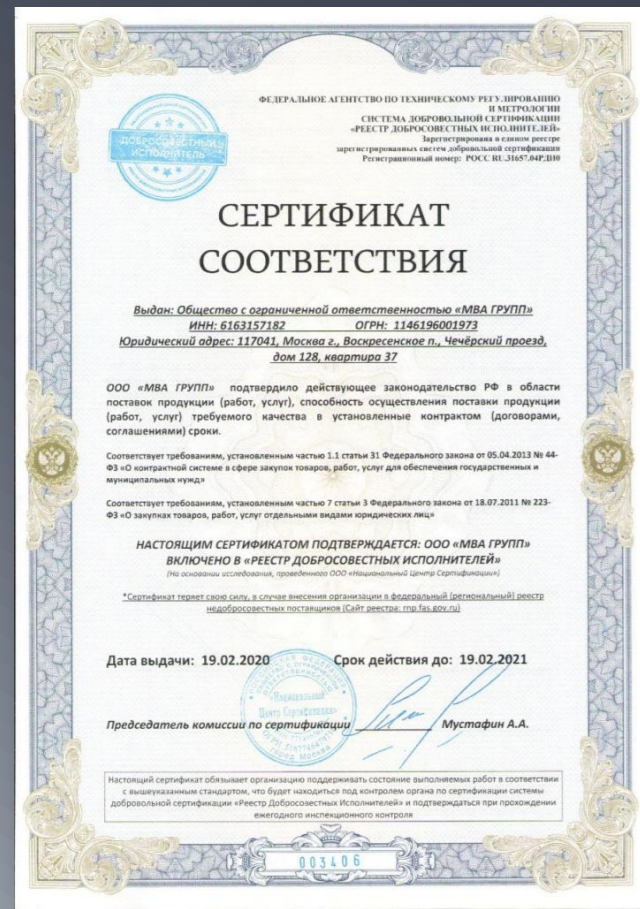 ФЕДЕРАЛЬНОЕ АГЕНТСТВО ПО ТЕХНИЧЕСКОМУ РЕГУЛИРОВАНИЮ
И МЕТРОЛОГИИ
СИСТЕМА ДОБРОВОЛЬНОЙ СЕРТИФИКАЦИИ
«РЕЕСТР ДОБРОСОВЕСТНЫХ ИСПОЛНИТЕЛЕЙ»
Зарегистрирована в едином реестре
зарегистрированных систем добровольной сертификации
Регистрационный номер: РОСС RU.31657.04РДИ0
ДОБРОСОВЕСТНЫЙ
ИСПОЛНИТЕЛЬ
СЕРТИФИКАТ
СООТВЕТСТВИЯ
Выдан: Общество с ограниченной ответственностью «МВА ГРУПП»
ИНН: 6163157182 ОГРН: 1146196001973
Юридический адрес: 117041, Москва г., Воскресенское п., Чечёрский проезд,
дом 128, квартира 37
ООО «МВА ГРУПП» подтвердило действующее законодательство РФ в области
поставок продукции (работ, услуг), способность осуществления поставки продукции
(работ, услуг) требуемого качества в установленные контрактом (договорами,
соглашениями) сроки.
Соответствует требованиям, установленным частью 1.1 статьи 31 Федерального закона от 05.04.2013 № 44-
ФЗ «О контрактной системе в сфере закупок товаров, работ, услуг для обеспечения государственных и
муниципальных нужд»
Соответствует требованиям, установленным частью 7 статьи 3 Федерального закона от 18.07.2011 № 223-
ФЗ «О закупках товаров, работ, услуг отдельными видами юридических лиц»
НАСТОЯЩИМ СЕРТИФИКАТОМ ПОДТВЕРЖДАЕТСЯ: ООО «МВА ГРУПП»
ВКЛЮЧЕНО В «РЕЕСТР ДОБРОСОВЕСТНЫХ ИСПОЛНИТЕЛЕЙ»
(На основании исследования, проведенного ООО «Национальный Центр Сертификации»)
*Сертификат теряет свою силу, в случае внесения организации в федеральный (региональный) реестр
недобросовестных поставщиков (Сайт реестра: rnp.fas.gov.ru)
Дата выдачи: 19.02.2020 Срок действия до: 19.02.2021
«Национальный
Центр Сертификации»
Председатель комиссии по сертификации Мустафин А.А.
Настоящий сертификат обязывает организацию поддерживать состояние выполняемых работ в соответствии
с вышеуказанным стандартом, что будет находиться под контролем органа по сертификации системы
добровольной сертификации «Реестр Добросовестных Исполнителей» и подтверждаться при прохождении
ежегодного инспекционного контроля
003406